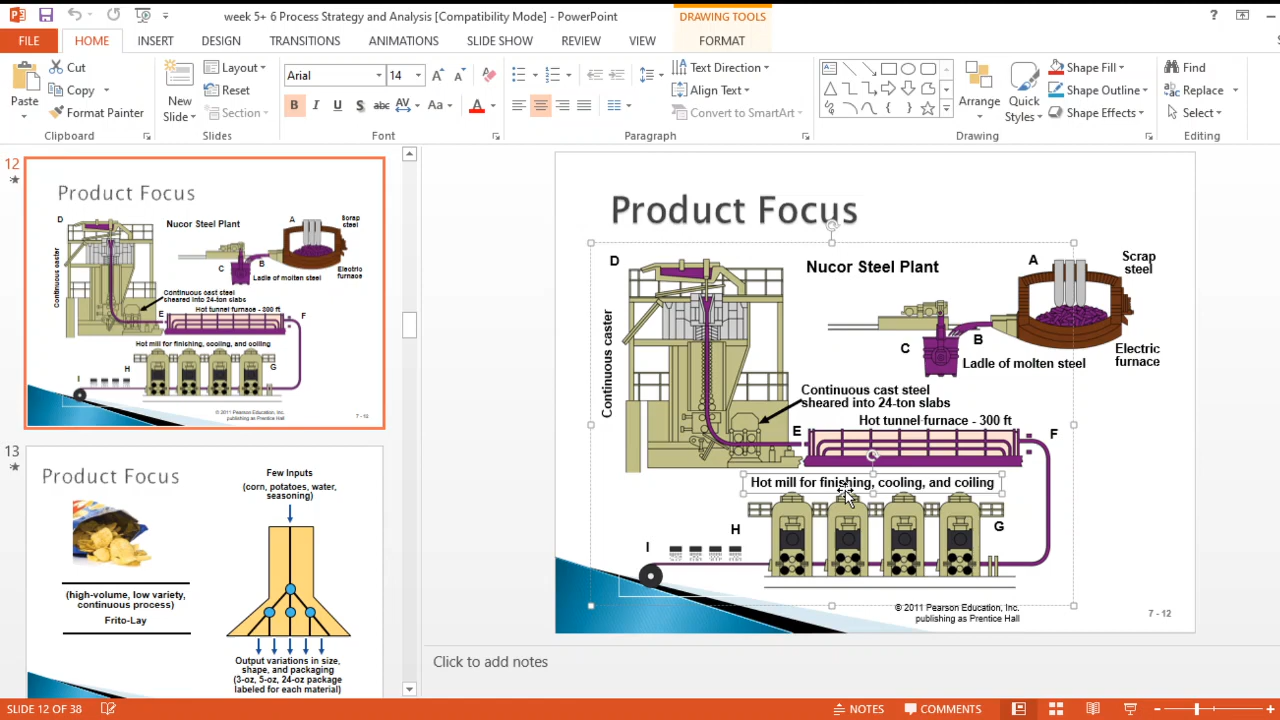 week 5+ 6 Process Strategy and Analysis [Compatibility Mode] - PowerPoint
DRAWING TOOLS
?
FILE
HOME
INSERT
DESIGN
TRANSITIONS
ANIMATIONS
SLIDE SHOW
REVIEW
VIEW
FORMAT
Paste
Cut
Copy
Format Painter
Clipboard
New
Slide
Layout
Reset
Section
Slides
Arial
14
B I U S abc AV Aa A
Font
Text Direction
Align Text
Convert to SmartArt
Paragraph
Arrange
Quick
Styles
Shape Fill
Shape Outline
Shape Effects
Drawing
Find
Replace
Select
Editing
12
Product Focus
D
Nucor Steel Plant
A
Scrap
steel
Continuous caster
C
B
Ladle of molten steel
Electric
furnace
Continuous cast steel
sheared into 24-ton slabs
Hot tunnel furnace - 300 ft
E
F
Hot mill for finishing, cooling, and coiling
H
G
I
© 2011 Pearson Education, Inc.
publishing as Prentice Hall
7 - 12
13
Product Focus
Few Inputs
(corn, potatoes, water,
seasoning)
(high-volume, low variety,
continuous process)
Frito-Lay
Output variations in size,
shape, and packaging
(3-oz, 5-oz, 24-oz package
labeled for each material)
Product Focus
D
Nucor Steel Plant
A
Scrap
steel
Continuous caster
C
B
Ladle of molten steel
Electric
furnace
Continuous cast steel
sheared into 24-ton slabs
Hot tunnel furnace - 300 ft
E
F
Hot mill for finishing, cooling, and coiling
H
G
I
© 2011 Pearson Education, Inc.
publishing as Prentice Hall
7 - 12
Click to add notes
SLIDE 12 OF 38
NOTES
COMMENTS